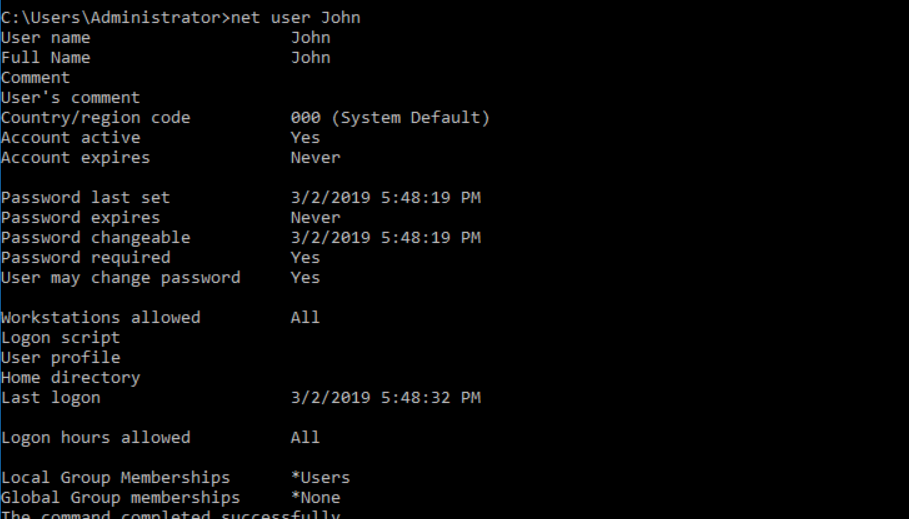 C:\Users\Administrator>net user John
User name                    John
Full Name                    John
Comment
User's comment
Country/region code          000 (System Default)
Account active               Yes
Account expires              Never

Password last set            3/2/2019 5:48:19 PM
Password expires             Never
Password changeable          3/2/2019 5:48:19 PM
Password required            Yes
User may change password     Yes

Workstations allowed         All
Logon script
User profile
Home directory
Last logon                   3/2/2019 5:48:32 PM

Logon hours allowed          All

Local Group Memberships      *Users
Global Group memberships     *None
The command completed successfully.